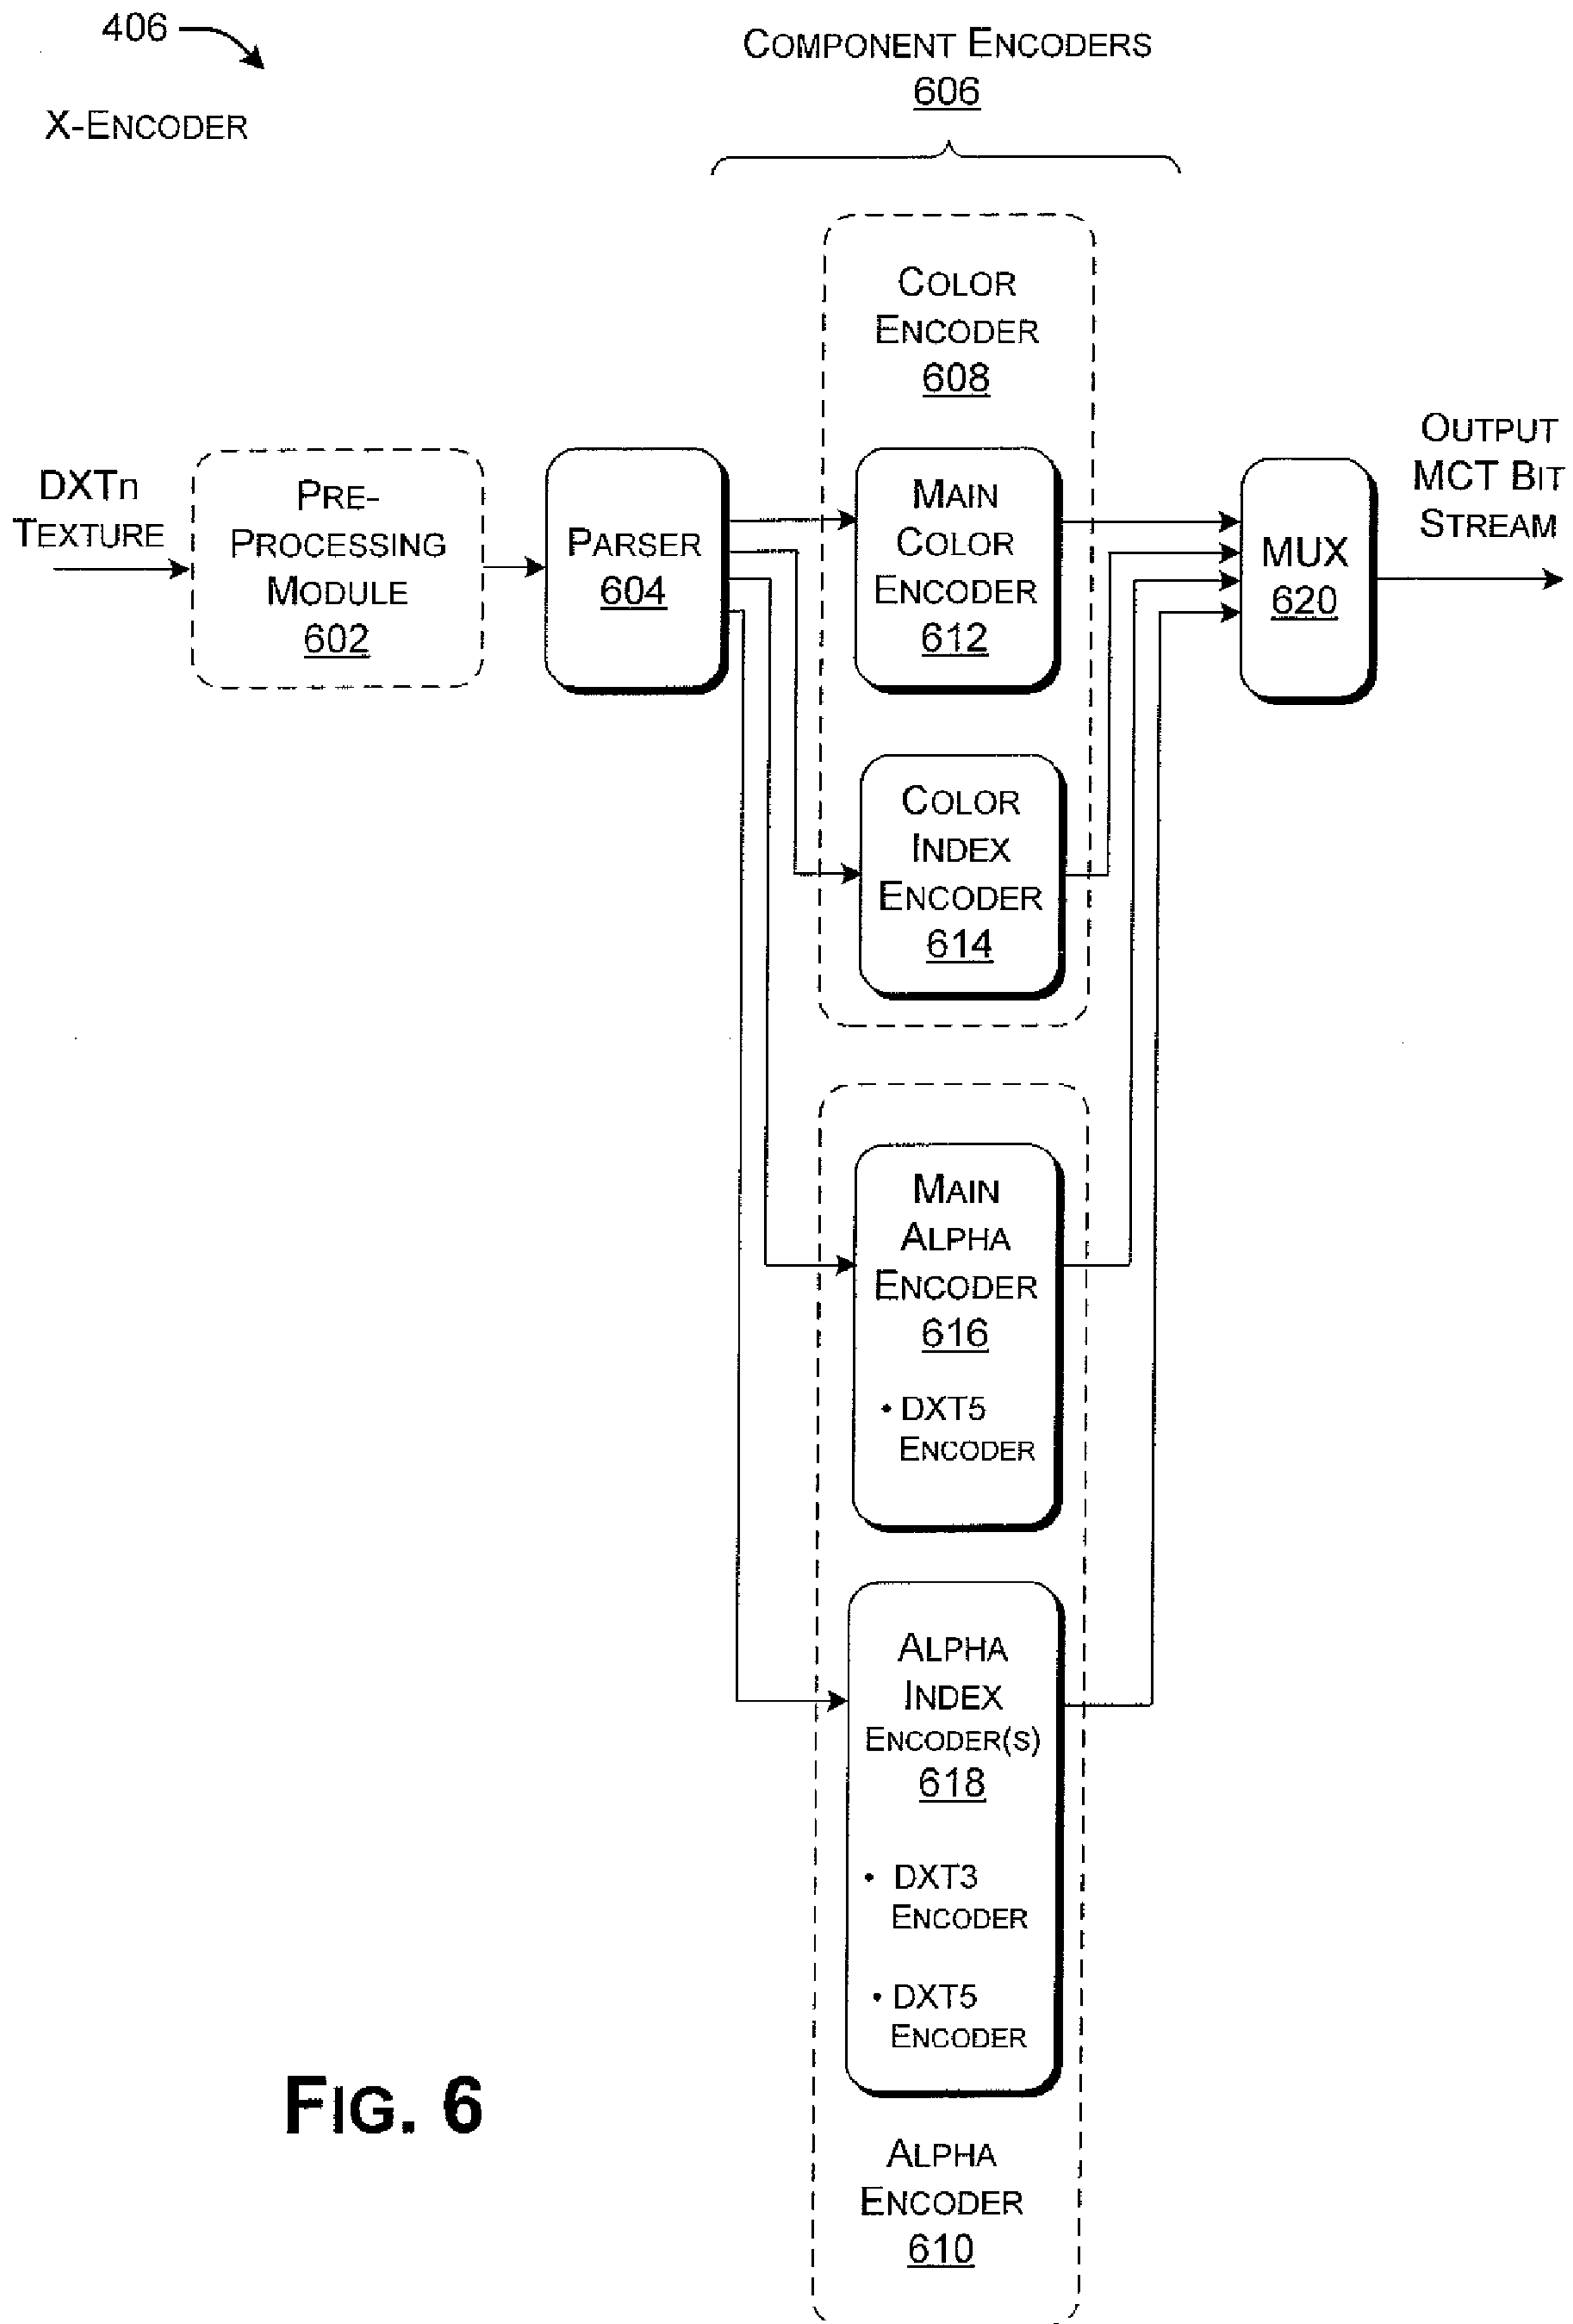 406
X-ENCODER
COMPONENT ENCODERS
606
COLOR
ENCODER
608
DXTn
TEXTURE
PRE-
PROCESSING
MODULE
602
PARSER
604
MAIN
COLOR
ENCODER
612
MUX
620
OUTPUT
MCT BIT
STREAM
COLOR
INDEX
ENCODER
614
MAIN
ALPHA
ENCODER
616
• DXT5
ENCODER
ALPHA
INDEX
ENCODER(S)
618
• DXT3
ENCODER
• DXT5
ENCODER
ALPHA
ENCODER
610
FIG. 6